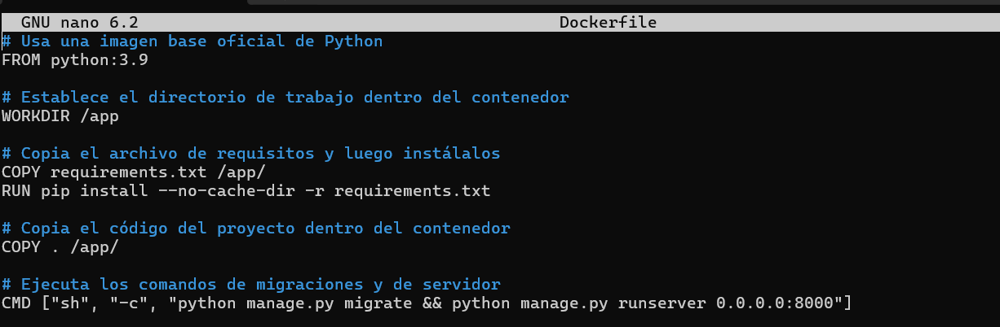 GNU nano 6.2 Dockerfile
# Usa una imagen base oficial de Python
FROM python:3.9
# Establece el directorio de trabajo dentro del contenedor
WORKDIR /app
# Copia el archivo de requisitos y luego instálalos
COPY requirements.txt /app/
RUN pip install --no-cache-dir -r requirements.txt
# Copia el código del proyecto dentro del contenedor
COPY . /app/
# Ejecuta los comandos de migraciones y de servidor
CMD ["sh", "-c", "python manage.py migrate && python manage.py runserver 0.0.0.0:8000"]